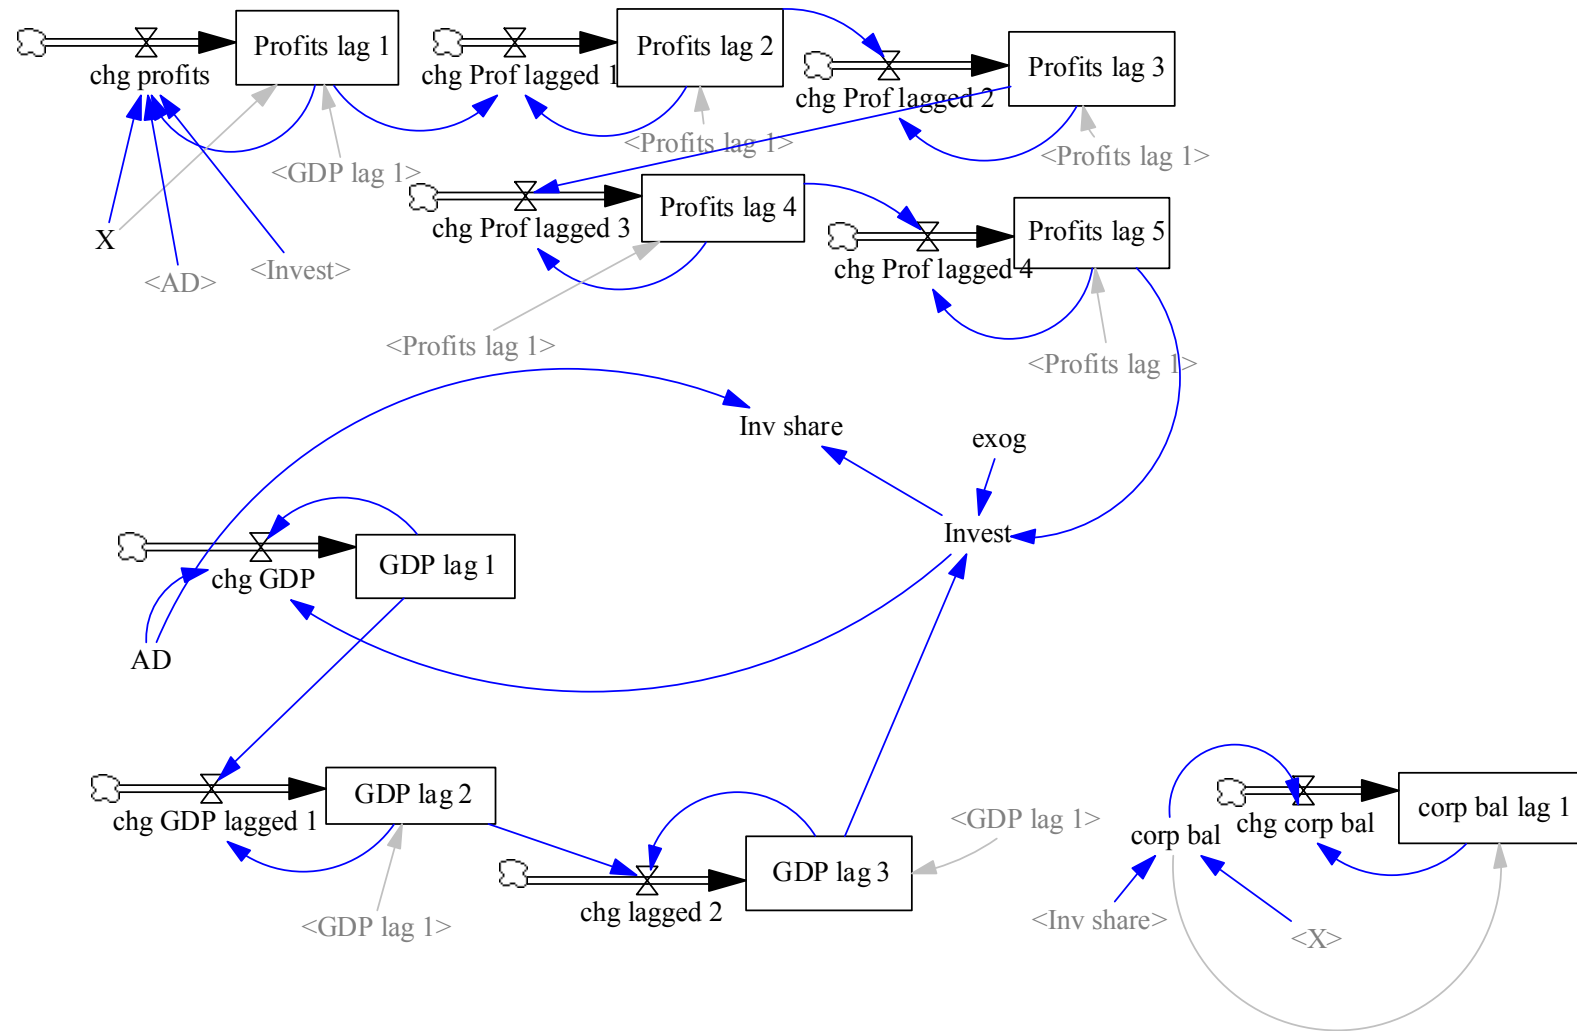 Profits lag 1
chg profits
Profits lag 2
chg Prof lagged 1
Profits lag 3
chg Prof lagged 2
<Profits lag 1>
<Profits lag 1>
<GDP lag 1>
Profits lag 4
chg Prof lagged 3
Profits lag 5
chg Prof lagged 4
X
<AD>
<Invest>
<Profits lag 1>
<Profits lag 1>
Inv share
exog
Invest
GDP lag 1
chg GDP
AD
GDP lag 2
chg GDP lagged 1
<GDP lag 1>
GDP lag 3
chg lagged 2
<GDP lag 1>
corp bal lag 1
chg corp bal
corp bal
<Inv share>
<X>